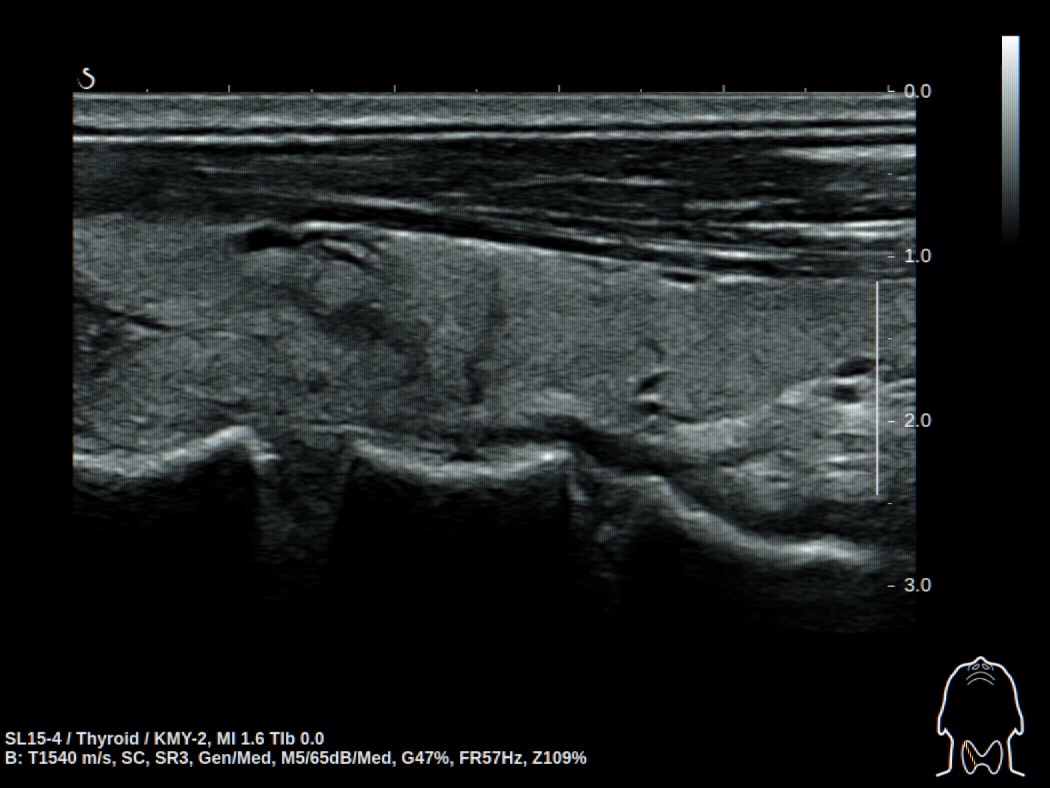 S
0.0
1.0
2.0
3.0
SL15-4 / Thyroid / KMY-2, MI 1.6 TIb 0.0
B: T1540 m/s, SC, SR3, Gen/Med, M5/65dB/Med, G47%, FR57Hz, Z109%